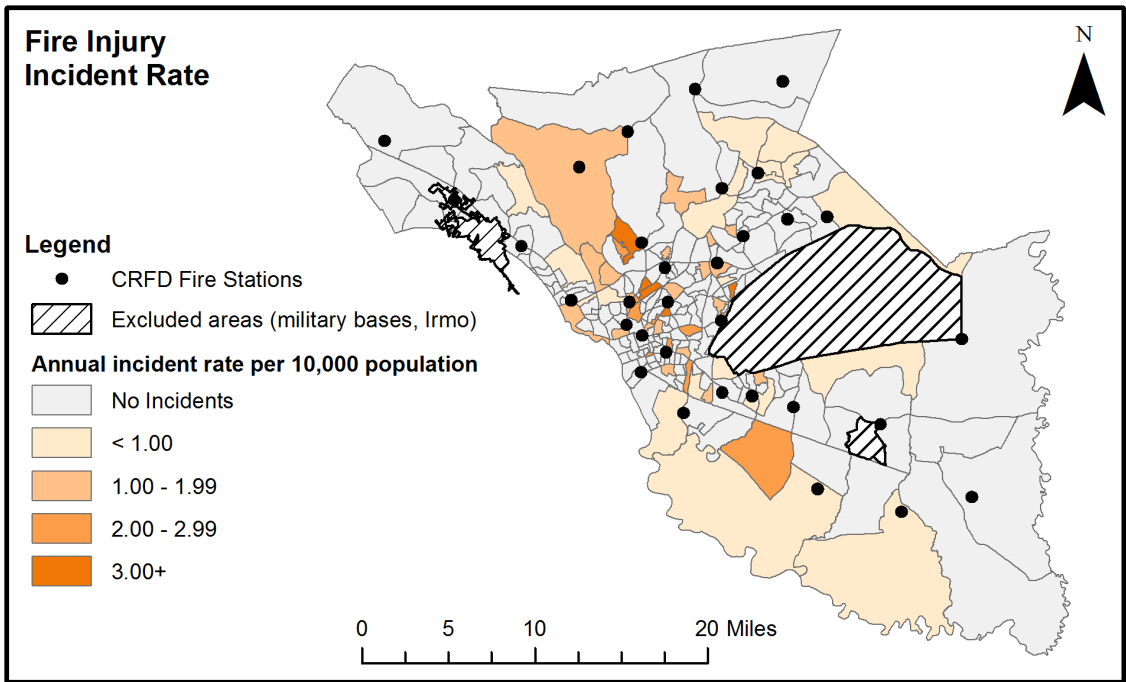 Fire Injury
Incident Rate
N
Legend
CRFD Fire Stations
Excluded areas (military bases, Irmo)
Annual incident rate per 10,000 population
No Incidents
< 1.00
1.00 - 1.99
2.00 - 2.99
3.00+
0 5 10 20 Miles